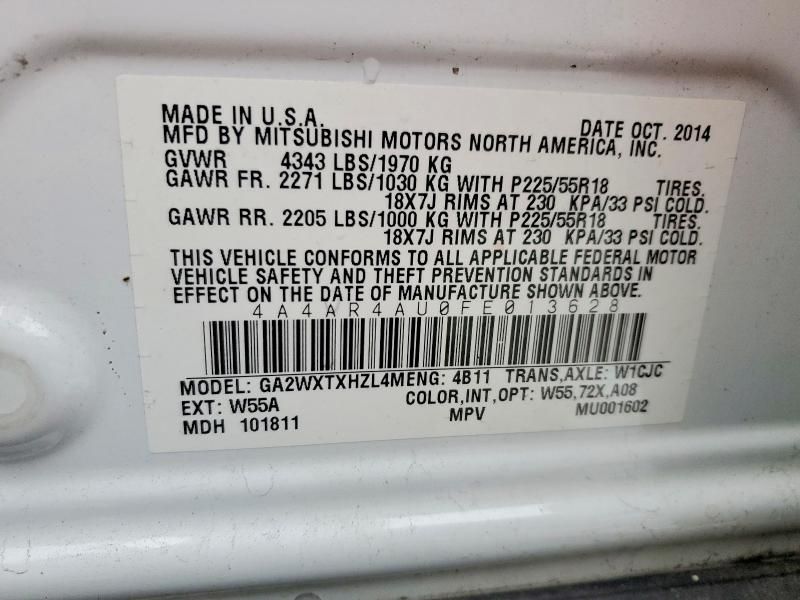 MADE IN U.S.A. DATE OCT. 2014
MFD BY MITSUBISHI MOTORS NORTH AMERICA, INC.
GVWR 4343 LBS/1970 KG
GAWR FR. 2271 LBS/1030 KG WITH P225/55R18 TIRES.
18X7J RIMS AT 230 KPA/33 PSI COLD.
GAWR RR. 2205 LBS/1000 KG WITH P225/55R18 TIRES.
18X7J RIMS AT 230 KPA/33 PSI COLD.
THIS VEHICLE CONFORMS TO ALL APPLICABLE FEDERAL MOTOR
VEHICLE SAFETY AND THEFT PREVENTION STANDARDS IN
EFFECT ON THE DATE OF MANUFACTURE SHOWN ABOVE.
4A4AR4AU0FE013628
MODEL: GA2WXTXHZL4MENG: 4B11 TRANS,AXLE: W1CJC
EXT: W55A COLOR,INT,OPT: W55,72X,A08
MDH 101811 MPV MU001602